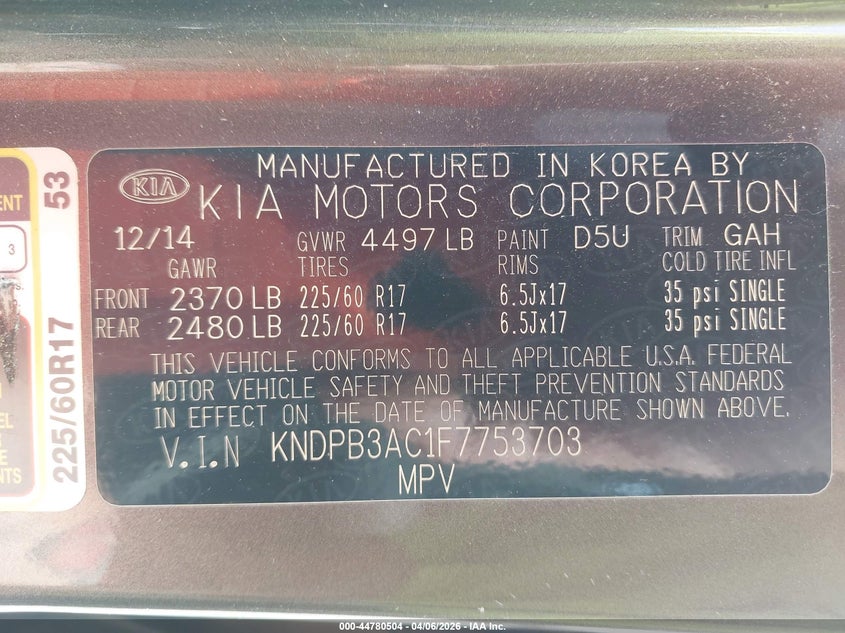 MANUFACTURED IN KOREA BY
KIA
KIA MOTORS CORPORATION
12/14 GVWR 4497 LB PAINT D5U TRIM GAH
GAWR TIRES RIMS COLD TIRE INFL
FRONT 2370 LB 225/60 R17 6.5Jx17 35 psi SINGLE
REAR 2480 LB 225/60 R17 6.5Jx17 35 psi SINGLE
THIS VEHICLE CONFORMS TO ALL APPLICABLE U.S.A. FEDERAL
MOTOR VEHICLE SAFETY AND THEFT PREVENTION STANDARDS
IN EFFECT ON THE DATE OF MANUFACTURE SHOWN ABOVE.
V.I.N KNDPB3AC1F7753703
MPV
225/60R17 53
3
000-44780504 | 04/06/2026 - IAA Inc.